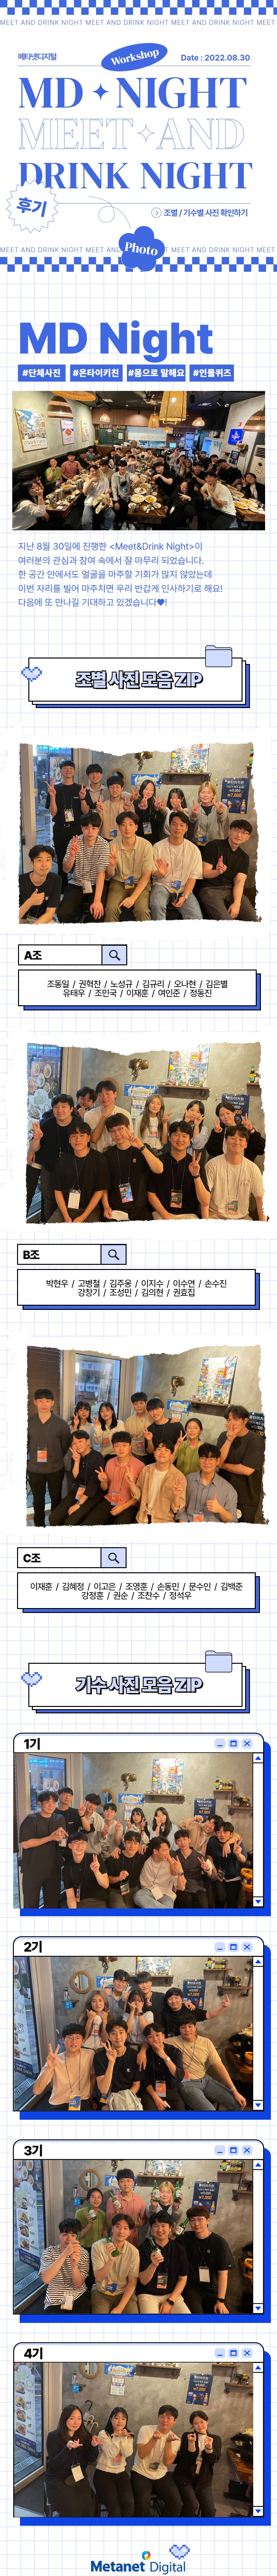 MEET AND DRINK NIGHT MEET AND DRINK NIGHT MEET AND DRINK NIGHT MEET
메타넷디지털
Workshop
Date : 2022.08.30
MD NIGHT
MEET AND
DRINK NIGHT
후기
조별 / 기수별 사진 확인하기
Photo
MEET AND DRINK NIGHT MEET AND DRINK NIGHT MEET AND DRINK NIGHT MEET
MD Night
#단체사진 #온타이키친 #몸으로 말해요 #인물퀴즈
지난 8월 30일에 진행한 <Meet&Drink Night>이
여러분의 관심과 참여 속에서 잘 마무리 되었습니다.
한 공간 안에서도 얼굴을 마주할 기회가 많지 않았는데
이번 자리를 빌어 마주치면 우리 반갑게 인사하기로 해요!
다음에 또 만나길 기대하고 있겠습니다♥!
조별 사진 모음 ZIP
A조
조동일 / 권혁찬 / 노성규 / 김규리 / 오나현 / 김은별
유태우 / 조민국 / 이재훈 / 여인준 / 정동진
B조
박현우 / 고병철 / 김주웅 / 이지수 / 이수연 / 손수진
강창기 / 조성민 / 김의현 / 권효집
C조
이재훈 / 김혜정 / 이고은 / 조영훈 / 손동민 / 문수인 / 김백준
강정훈 / 권순 / 조찬수 / 정석우
기수 사진 모음 ZIP
1기
2기
3기
4기
Metanet Digital